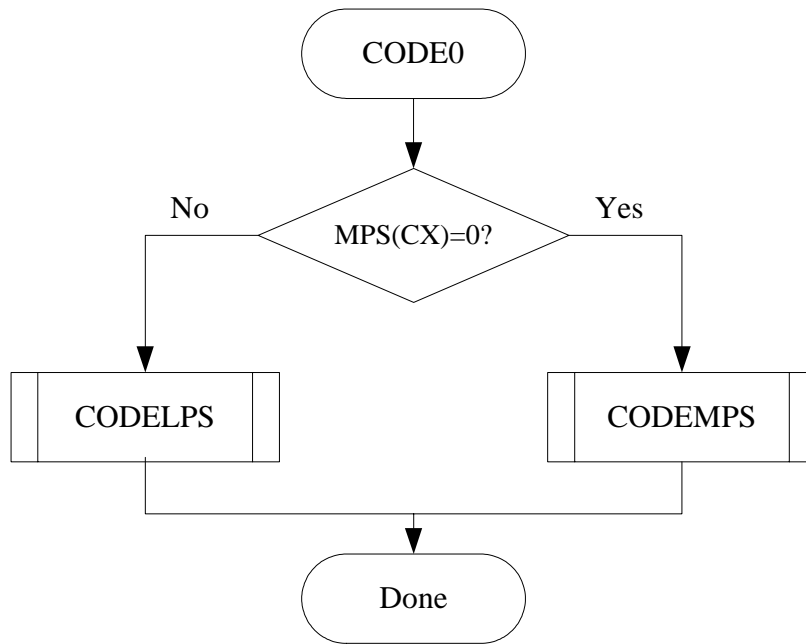 CODE0
No
Yes
MPS(CX)=0?
CODELPS
CODEMPS
Done